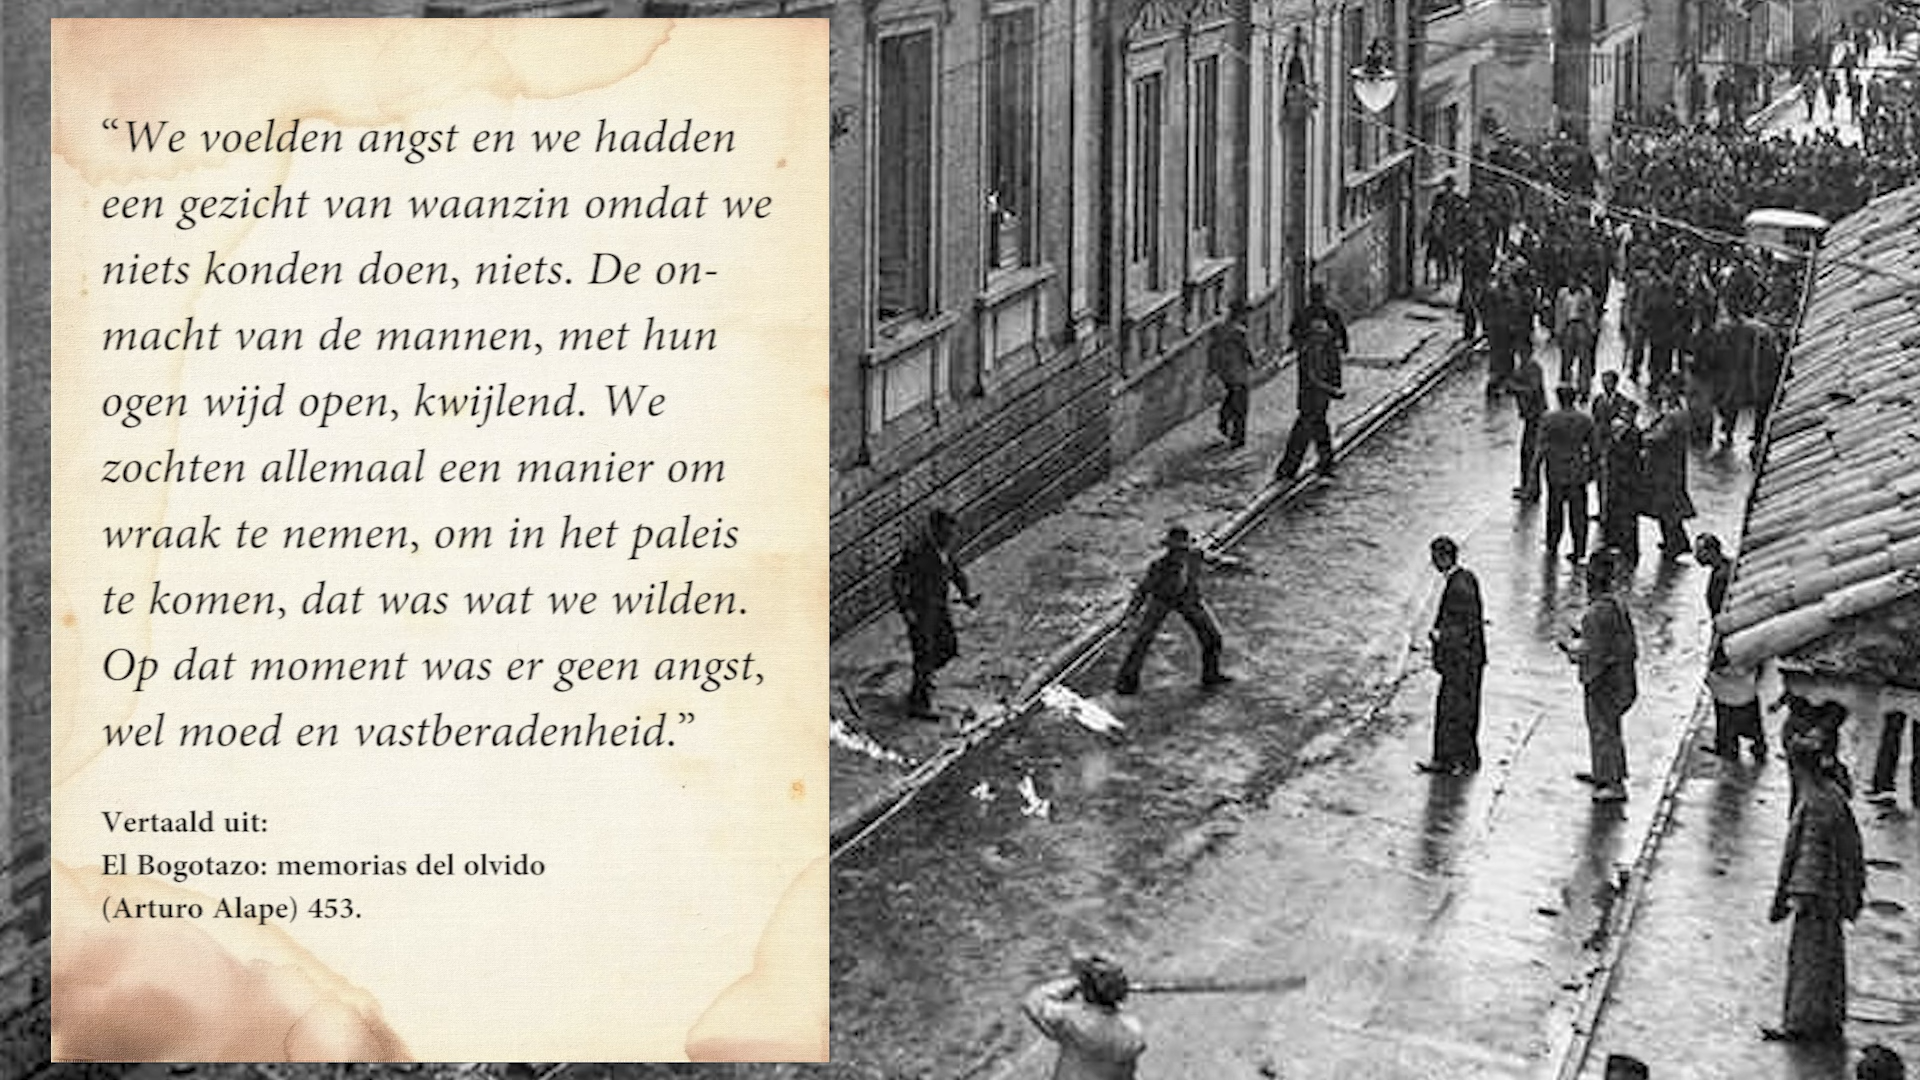 “We voelden angst en we hadden
een gezicht van waanzin omdat we
niets konden doen, niets. De on-
macht van de mannen, met hun
ogen wijd open, kwijlend. We
zochten allemaal een manier om
wraak te nemen, om in het paleis
te komen, dat was wat we wilden.
Op dat moment was er geen angst,
wel moed en vastberadenheid.”
Vertaald uit:
El Bogotazo: memorias del olvido
(Arturo Alape) 453.